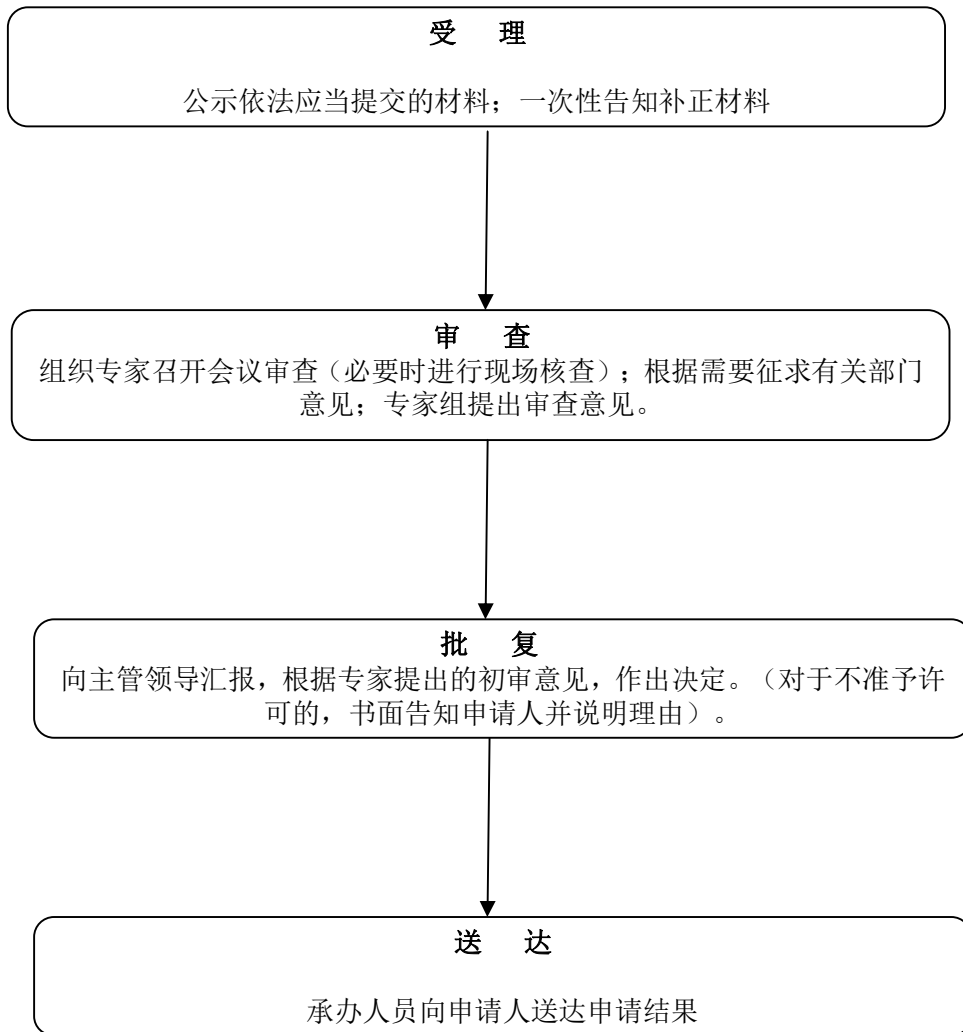 受 理
公示依法应当提交的材料；一次性告知补正材料
审 查
组织专家召开会议审查（必要时进行现场核查）；根据需要征求有关部门
意见；专家组提出审查意见。
批 复
向主管领导汇报，根据专家提出的初审意见，作出决定。（对于不准予许
可的，书面告知申请人并说明理由）。
送 达
承办人员向申请人送达申请结果